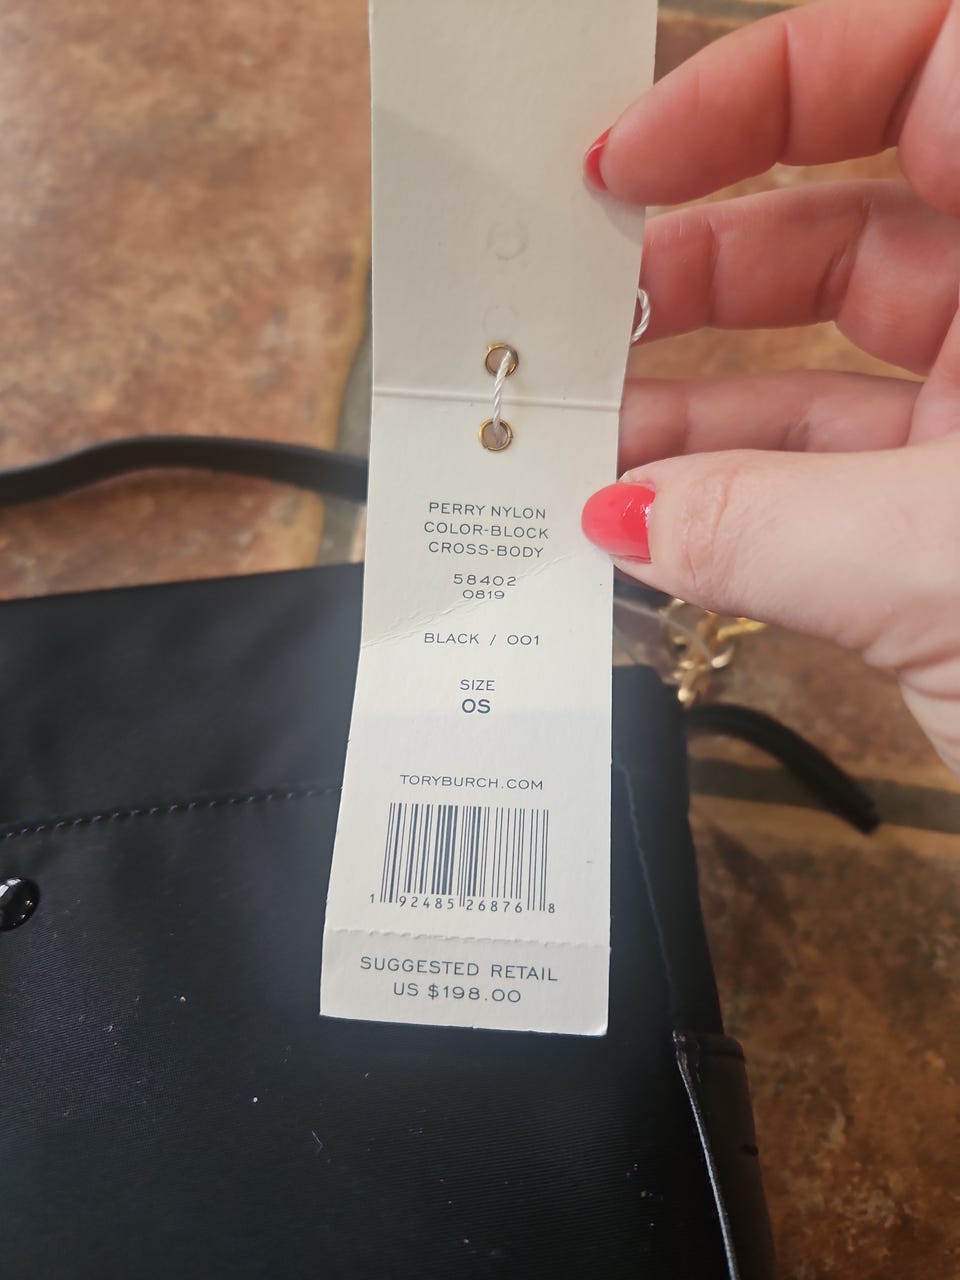 PERRY NYLON
COLOR-BLOCK
CROSS-BODY
58402
0819
BLACK / 001
SIZE
OS
TORYBURCH.COM
1 92485 26876 8
SUGGESTED RETAIL
US $198.00